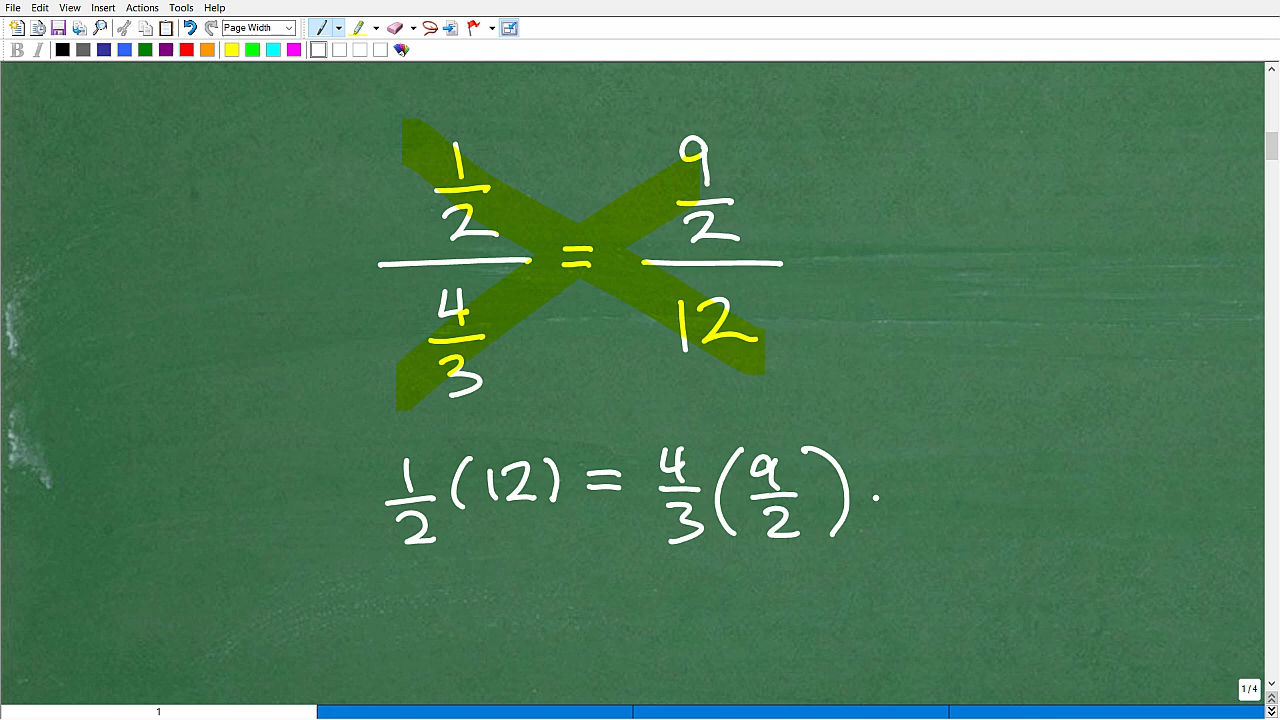 File Edit View Insert Actions Tools Help
Page Width
B I
1/2 = 9/2
4/3 12
1/2 (12) = 4/3 (9/2) .
1/4
1